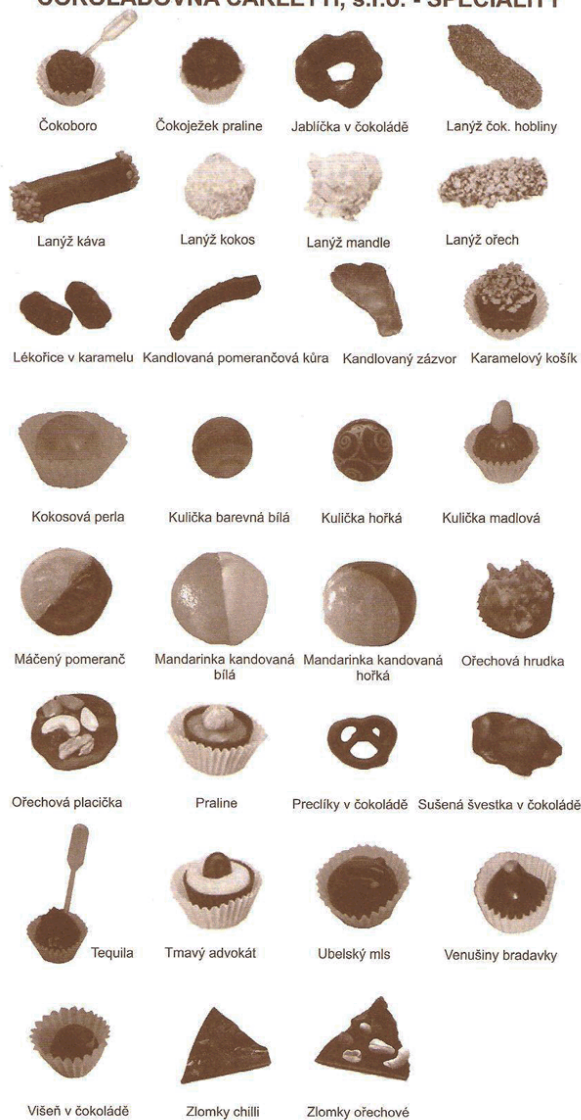 ČOKOLÁDOVNA CARLETTI, s.r.o. - SPECIALITY
Čokoboro
Čokoježek praline
Jablíčka v čokoládě
Lanýž čok. hobliny
Lanýž káva
Lanýž kokos
Lanýž mandle
Lanýž ořech
Lékořice v karamelu
Kandlovaná pomerančová kůra
Kandlovaný zázvor
Karamelový košík
Kokosová perla
Kulička barevná bílá
Kulička hořká
Kulička madlová
Máčený pomeranč
Mandarinka kandovaná
bílá
Mandarinka kandovaná
hořká
Ořechová hrudka
Ořechová placička
Praline
Preclíky v čokoládě
Sušená švestka v čokoládě
Tequila
Tmavý advokát
Ubelský mls
Venušiny bradavky
Višeň v čokoládě
Zlomky chilli
Zlomky ořechové